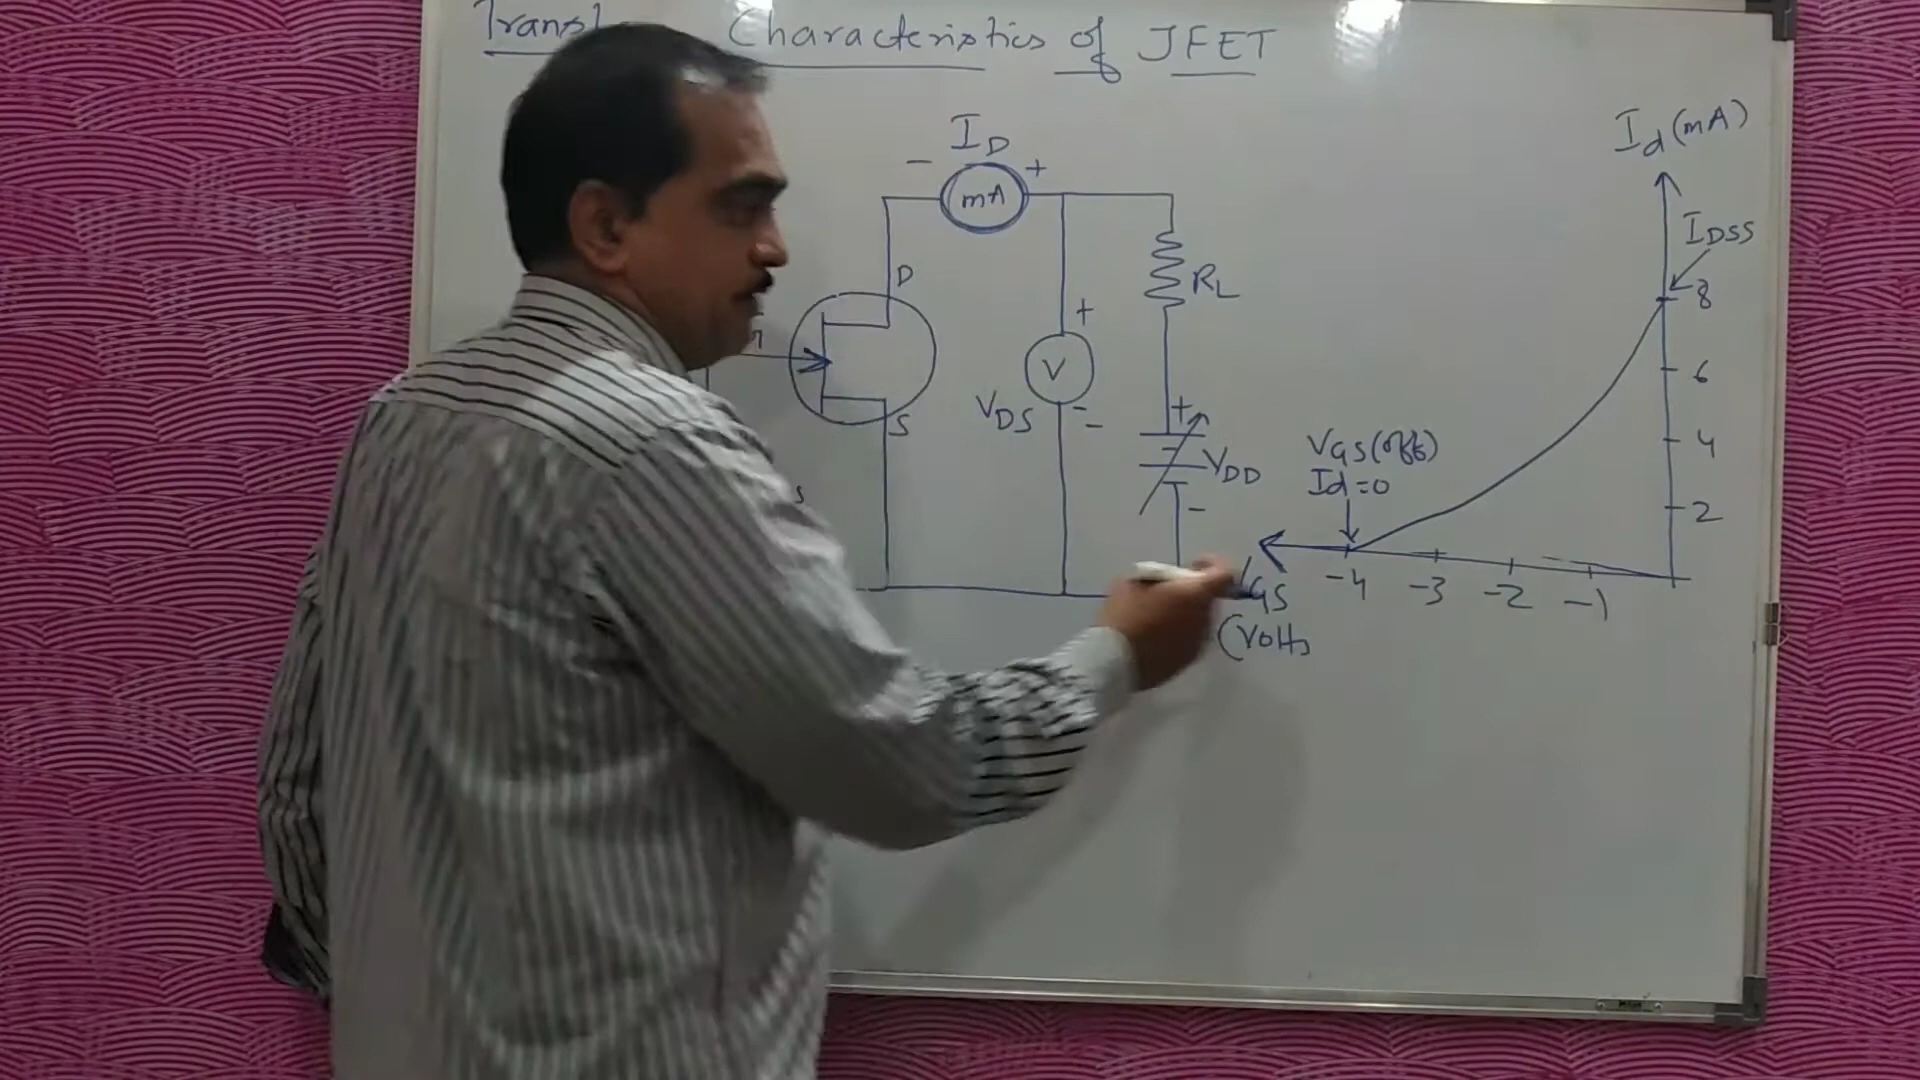 Characteristics of JFET
ID
- +
mA
D
S
RL
+
V
VDS
-
+
VDD
-
Id (mA)
IDSS
8
6
4
2
VGS(off)
Id=0
-4 -3 -2 -1
VGS
(Volts